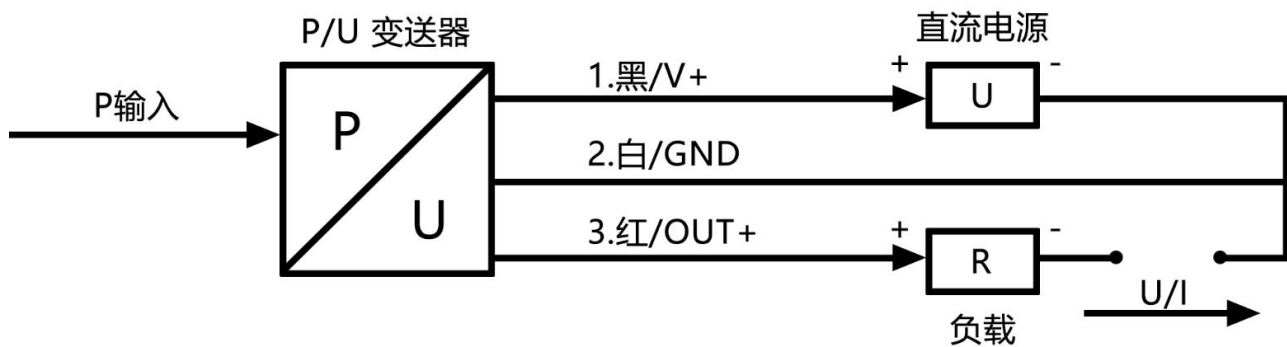 P/U 变送器
直流电源
1.黑/V+
+
-
U
P输入
P
2.白/GND
U
3.红/OUT+
+
-
R
U/I
负载